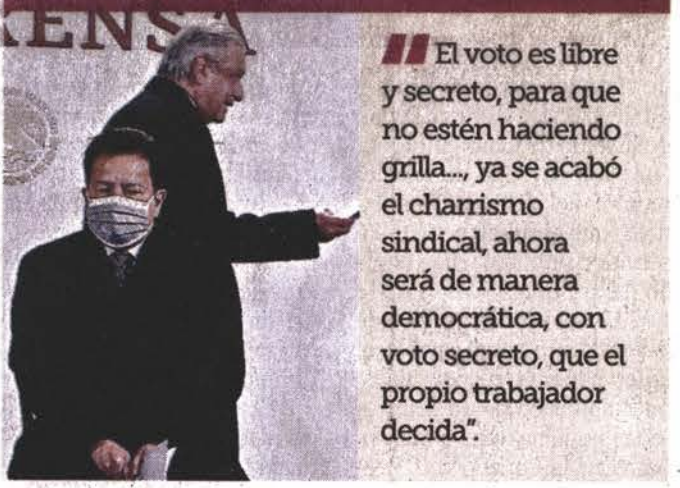 ENSA
El voto es libre
y secreto, para que
no estén haciendo
grilla..., ya se acabó
el charrismo
sindical, ahora
será de manera
democrática, con
voto secreto, que el
propio trabajador
decida".